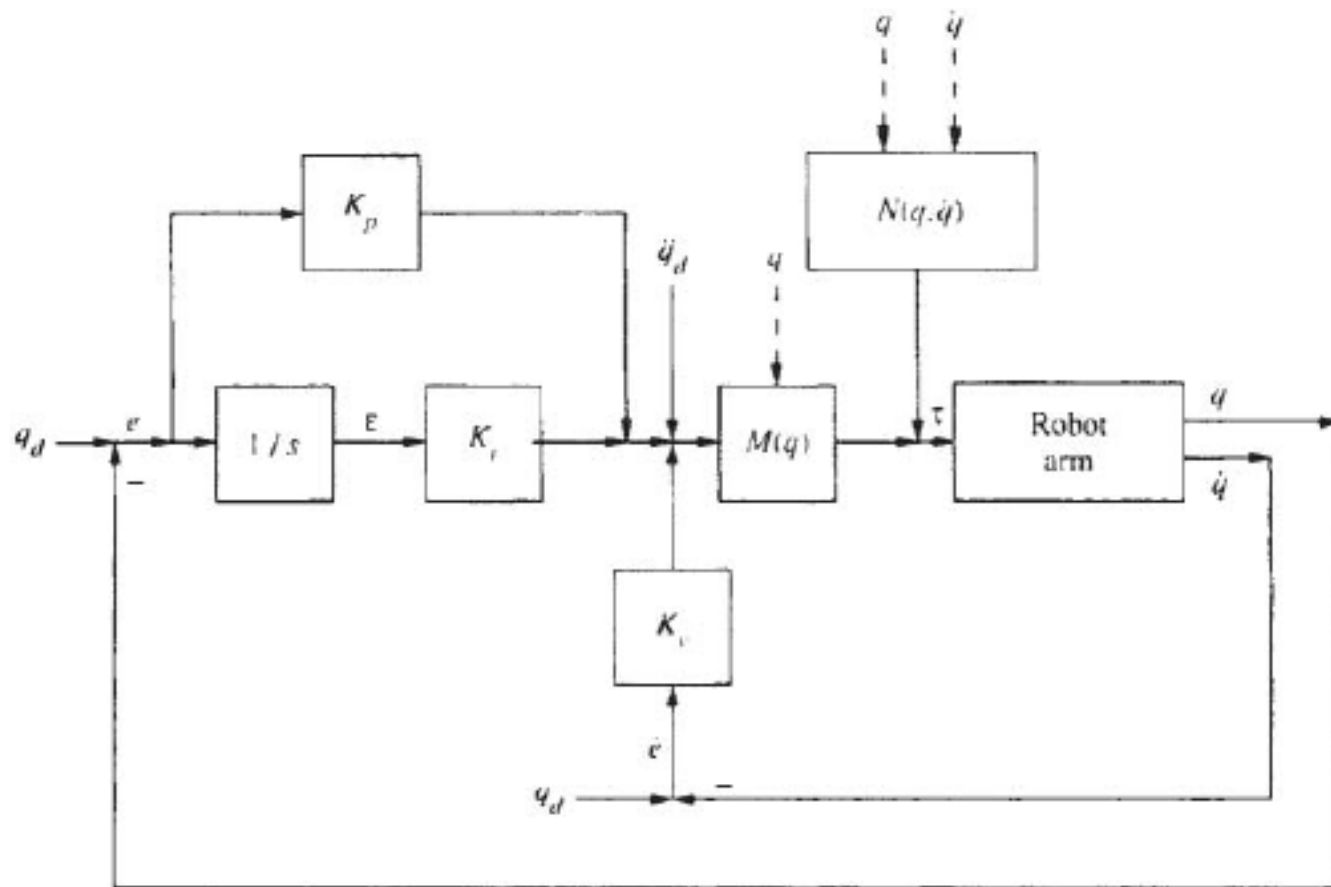 q q̇
K_p
N(q, q̇)
q̈_d
q
q_d
e
1/s
ε
K_i
M(q)
τ
Robot
arm
q
q̇
−
K_v
ė
q_d
−